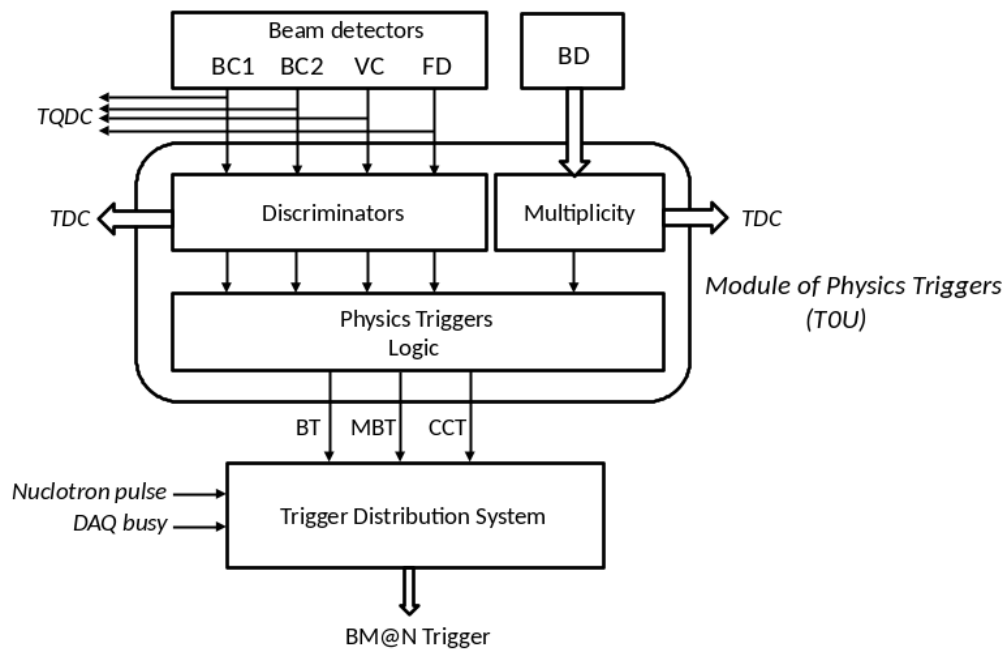 Beam detectors
BC1 BC2 VC FD
BD
TQDC
TDC
Discriminators
Multiplicity
TDC
Module of Physics Triggers
(T0U)
Physics Triggers
Logic
BT MBT CCT
Nuclotron pulse
DAQ busy
Trigger Distribution System
BM@N Trigger